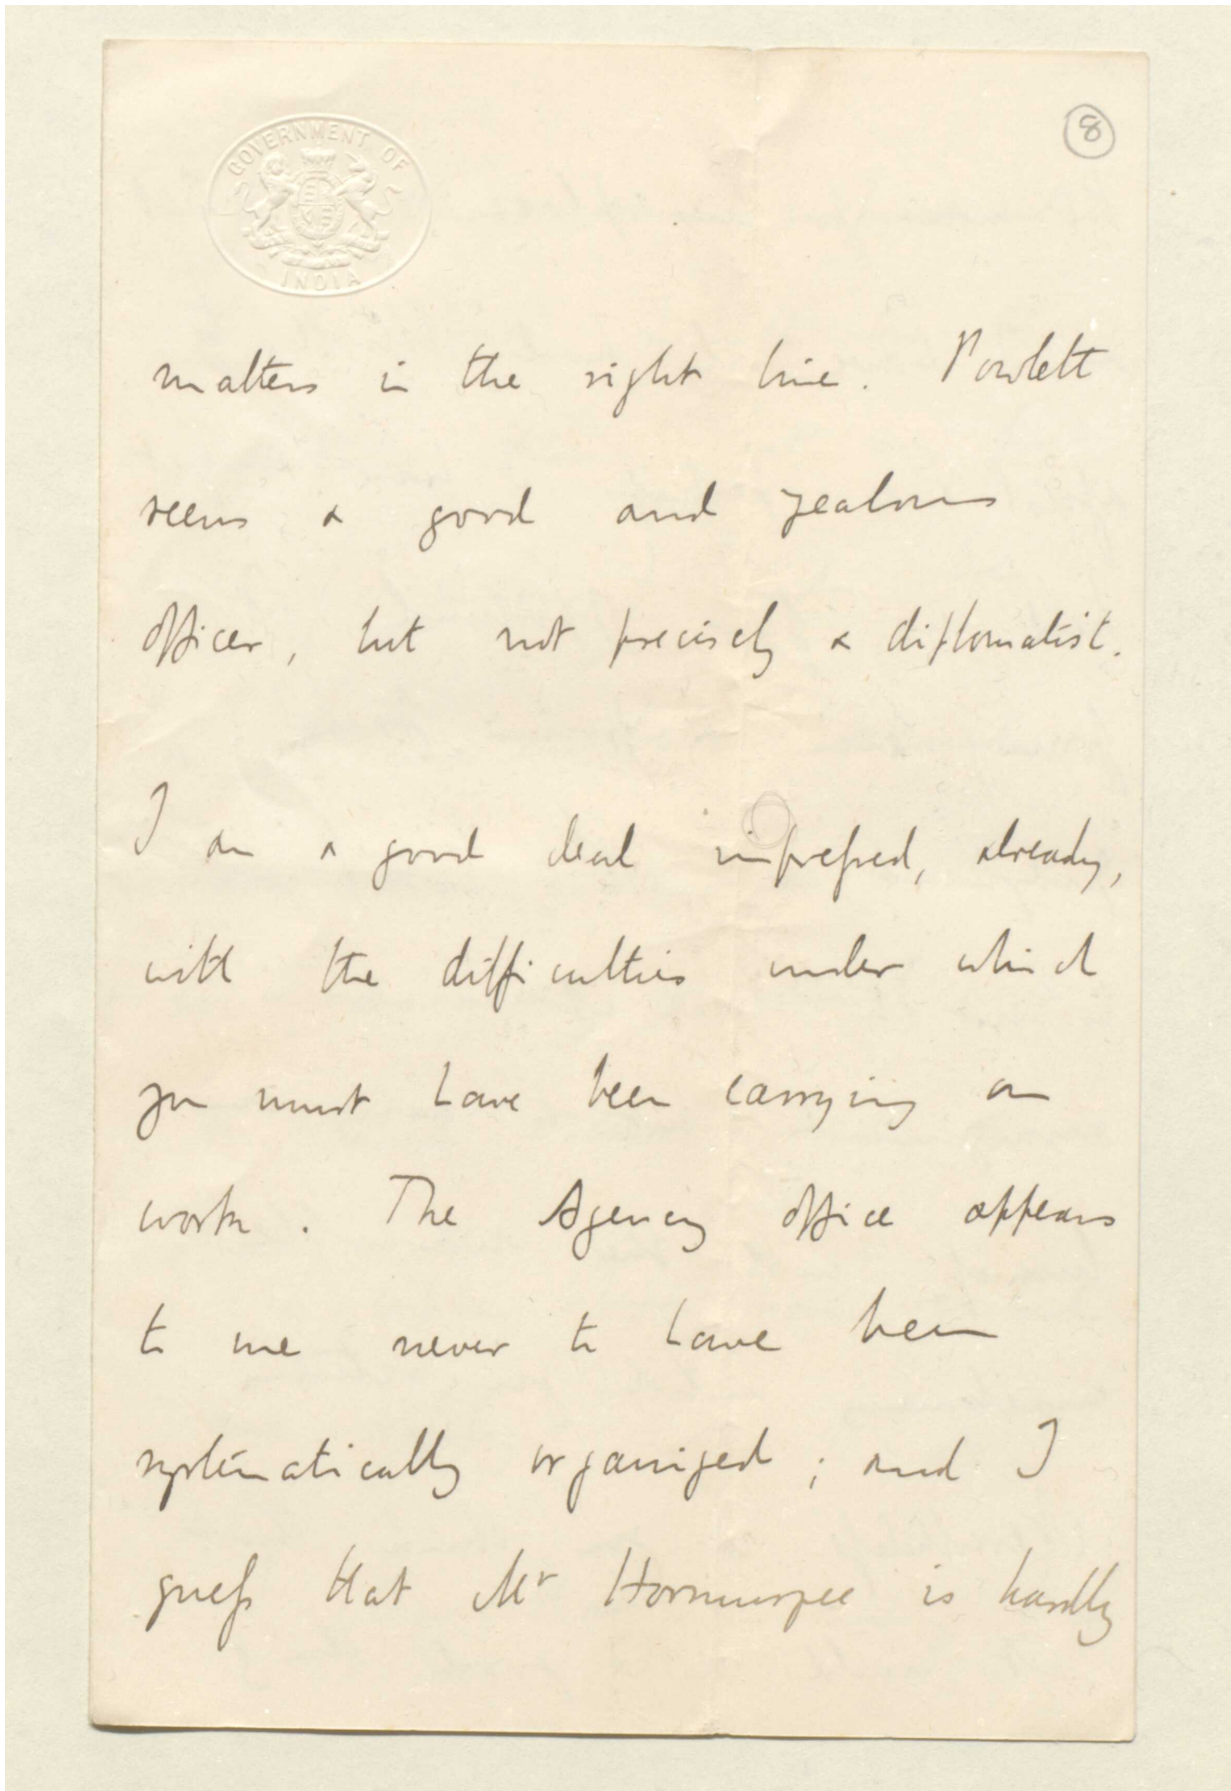 GOVERNMENT OF
INDIA
8
matters in the right line. Powlett
seems a good and zealous
officer, but not precisely a diplomatist.
I am a good deal impressed, already,
with the difficulties under which
you must have been carrying on
work. The Agency office appears
to me never to have been
systematically organized; and I
guess that Mr Hormusjee is hardly